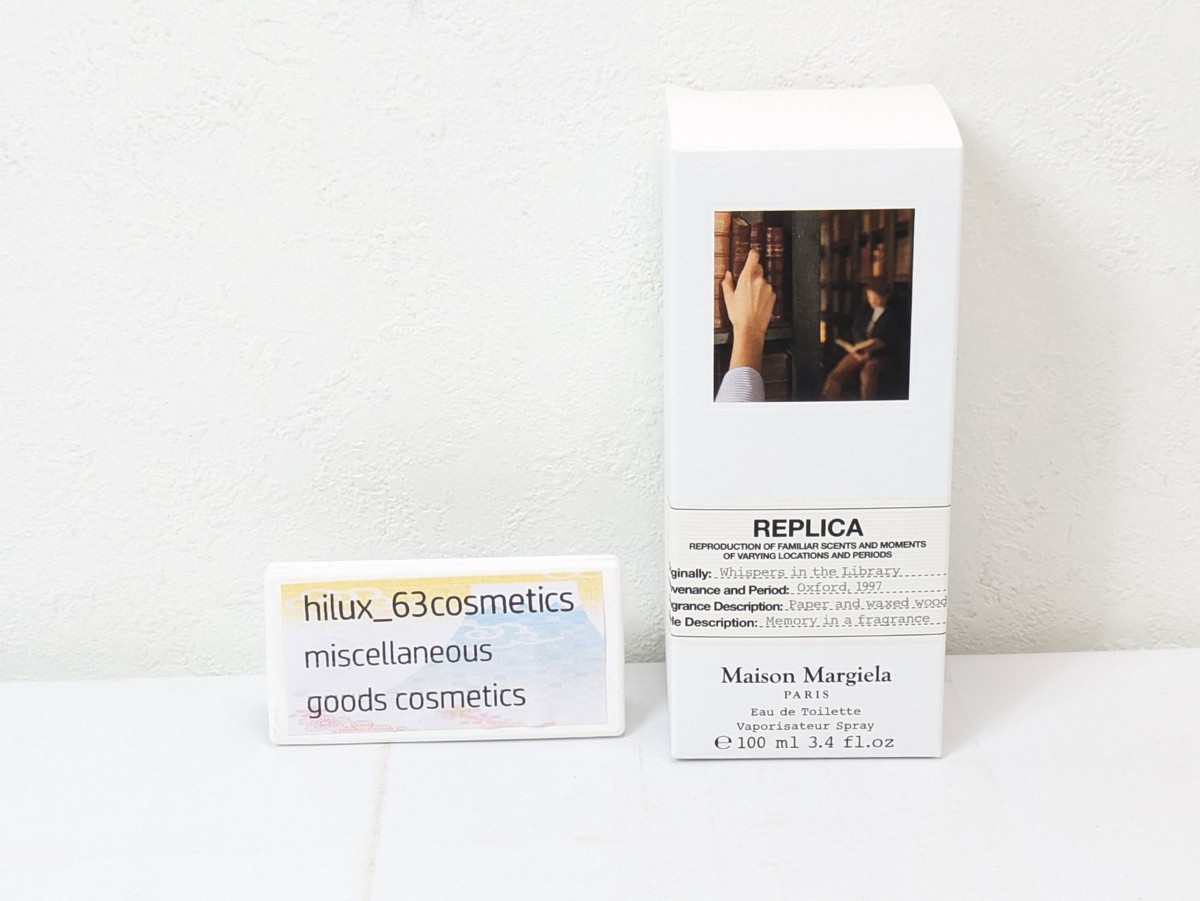 hilux_63cosmetics
miscellaneous
goods cosmetics
REPLICA
REPRODUCTION OF FAMILIAR SCENTS AND MOMENTS
OF VARYING LOCATIONS AND PERIODS
ginally: Whispers in the Library
venance and Period: Oxford, 1997
grance Description: Paper and waxed wood
le Description: Memory in a fragrance
Maison Margiela
PARIS
Eau de Toilette
Vaporisateur Spray
℮ 100 ml 3.4 fl.oz